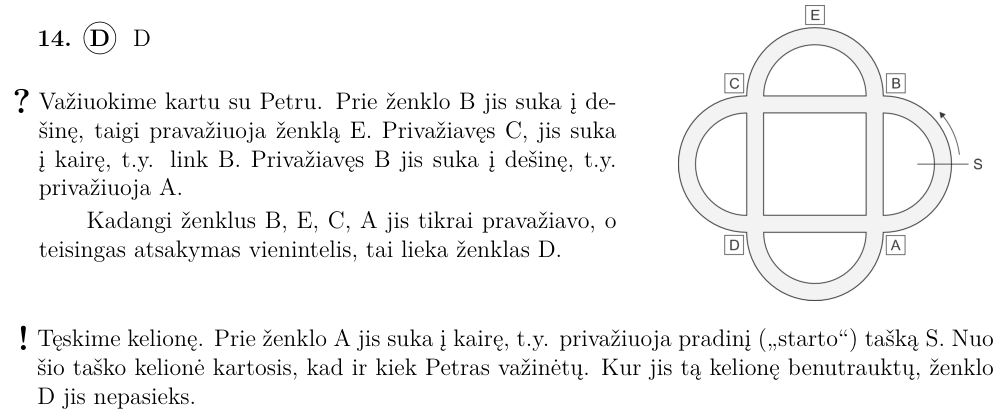 14. D D
? Važiuokime kartu su Petru. Prie ženklo B jis suka į de-
šinę, taigi pravažiuoja ženklą E. Privažiavęs C, jis suka
į kairę, t.y. link B. Privažiavęs B jis suka į dešinę, t.y.
privažiuoja A.
Kadangi ženklus B, E, C, A jis tikrai pravažiavo, o
teisingas atsakymas vienintelis, tai lieka ženklas D.
E
C
B
S
D
A
! Tęskime kelionę. Prie ženklo A jis suka į kairę, t.y. privažiuoja pradinį („starto“) tašką S. Nuo
šio taško kelionė kartosis, kad ir kiek Petras važinėtų. Kur jis tą kelionę benutrauktų, ženklo
D jis nepasieks.